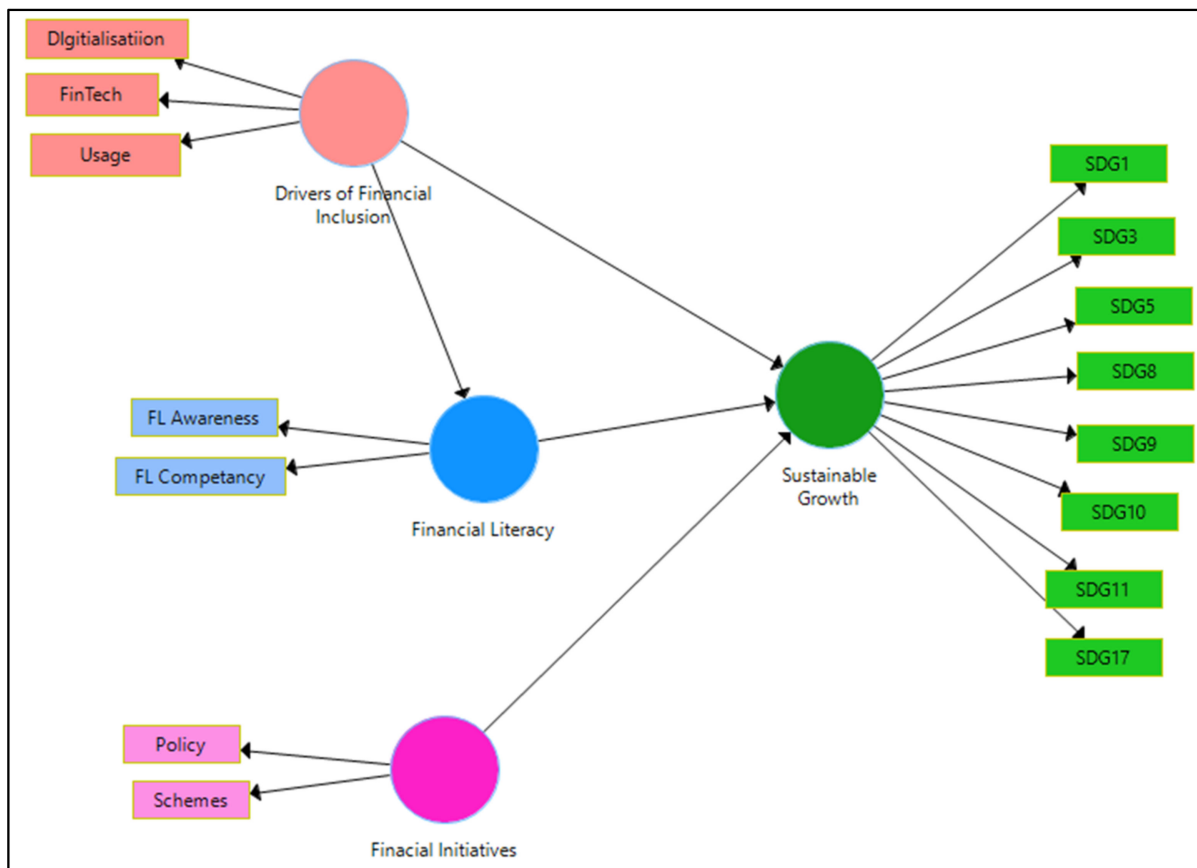 DIgitialisatiion
FinTech
Usage
Drivers of Financial
Inclusion
FL Awareness
FL Competancy
Financial Literacy
Policy
Schemes
Finacial Initiatives
Sustainable
Growth
SDG1
SDG3
SDG5
SDG8
SDG9
SDG10
SDG11
SDG17